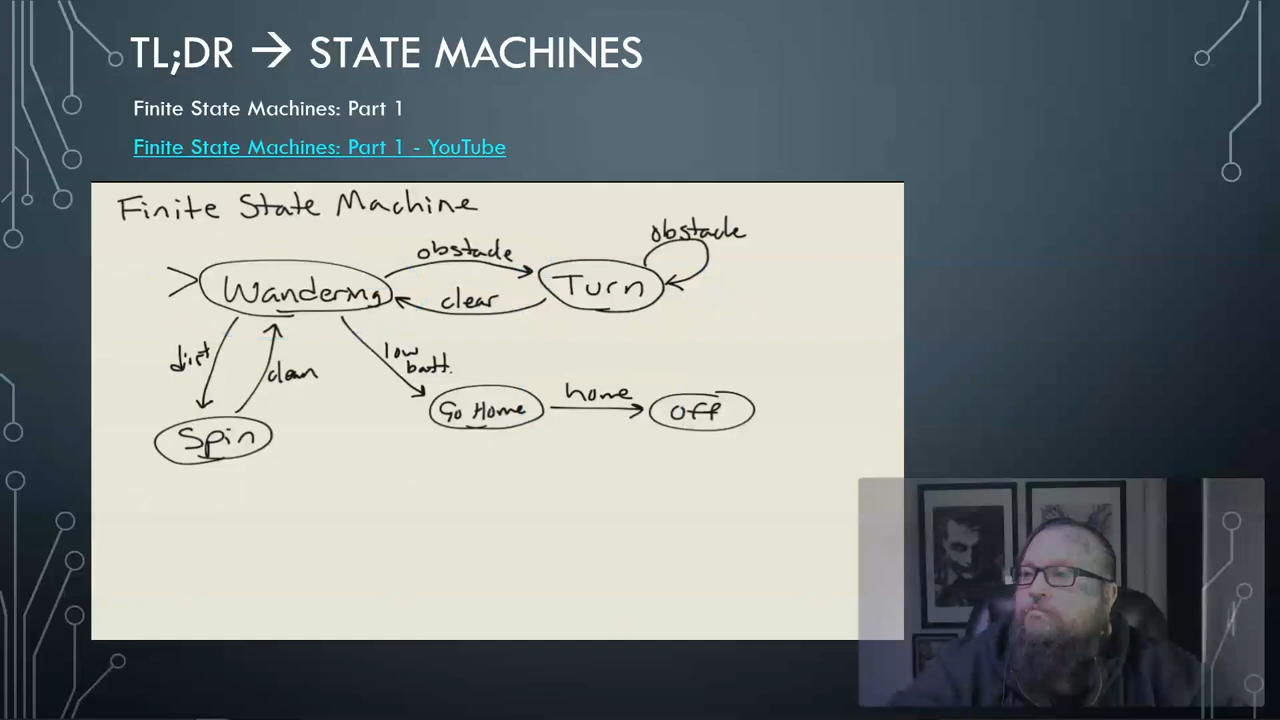 TL;DR → STATE MACHINES
Finite State Machines: Part 1
Finite State Machines: Part 1 - YouTube
Finite State Machine
obstacle
obstacle
Wandering
Turn
clear
dirt
clean
low
batt.
Go Home
home
Off
Spin